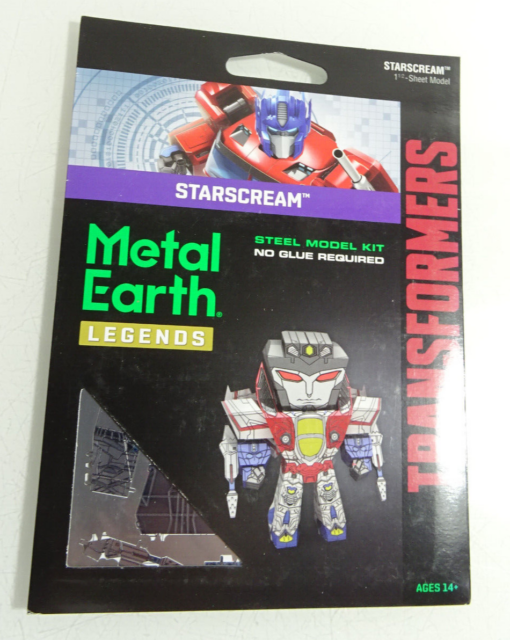 STARSCREAM™
1½-Sheet Model
STARSCREAM™
Metal
Earth®
LEGENDS
STEEL MODEL KIT
NO GLUE REQUIRED
TRANSFORMERS
AGES 14+